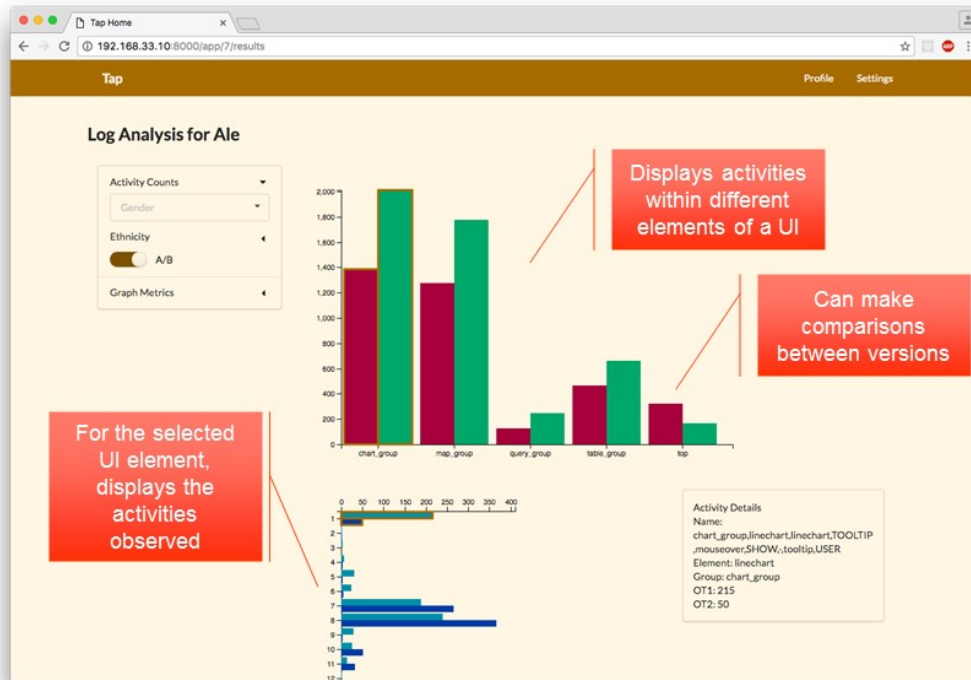 Tap Home
192.168.33.10:8000/app/7/results
Tap
Profile
Settings
Log Analysis for Ale
Activity Counts
Gender
Ethnicity
A/B
Graph Metrics
2,000
1,800
1,600
1,400
1,200
1,000
800
600
400
200
0
chart_group
map_group
query_group
table_group
top
Displays activities
within different
elements of a UI
Can make
comparisons
between versions
For the selected
UI element,
displays the
activities
observed
0 50 100 150 200 250 300 350 400
1
2
3
4
5
6
7
8
9
10
11
12
Activity Details
Name:
chart_group,linechart,linechart,TOOLTIP
,mouseover,SHOW,-,tooltip,USER
Element: linechart
Group: chart_group
OT1: 215
OT2: 50